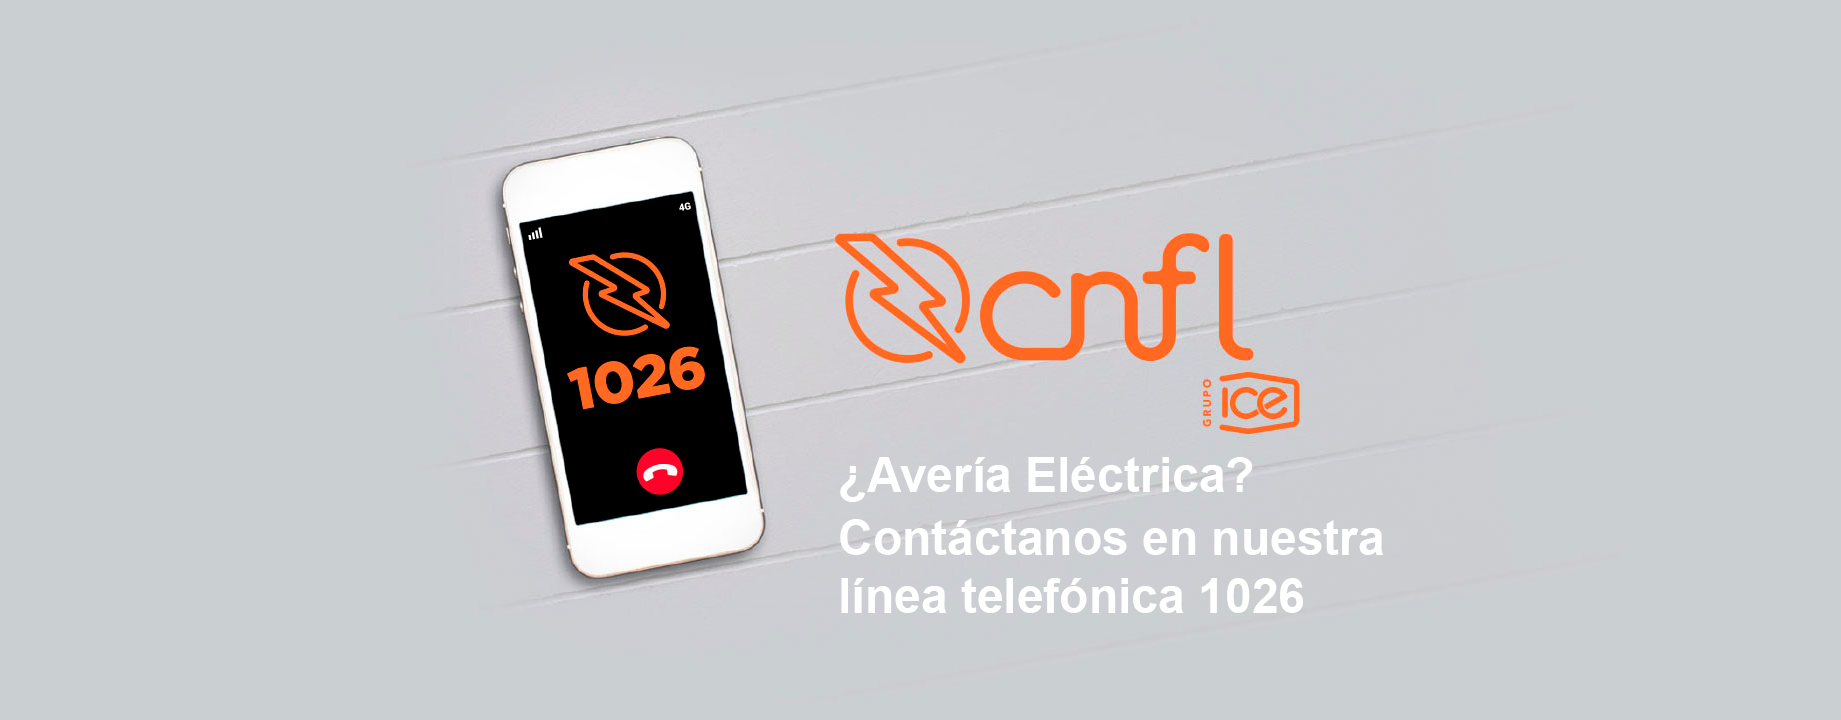 4G
1026
cnfl
GRUPO
ice
¿Avería Eléctrica?
Contáctanos en nuestra
línea telefónica 1026